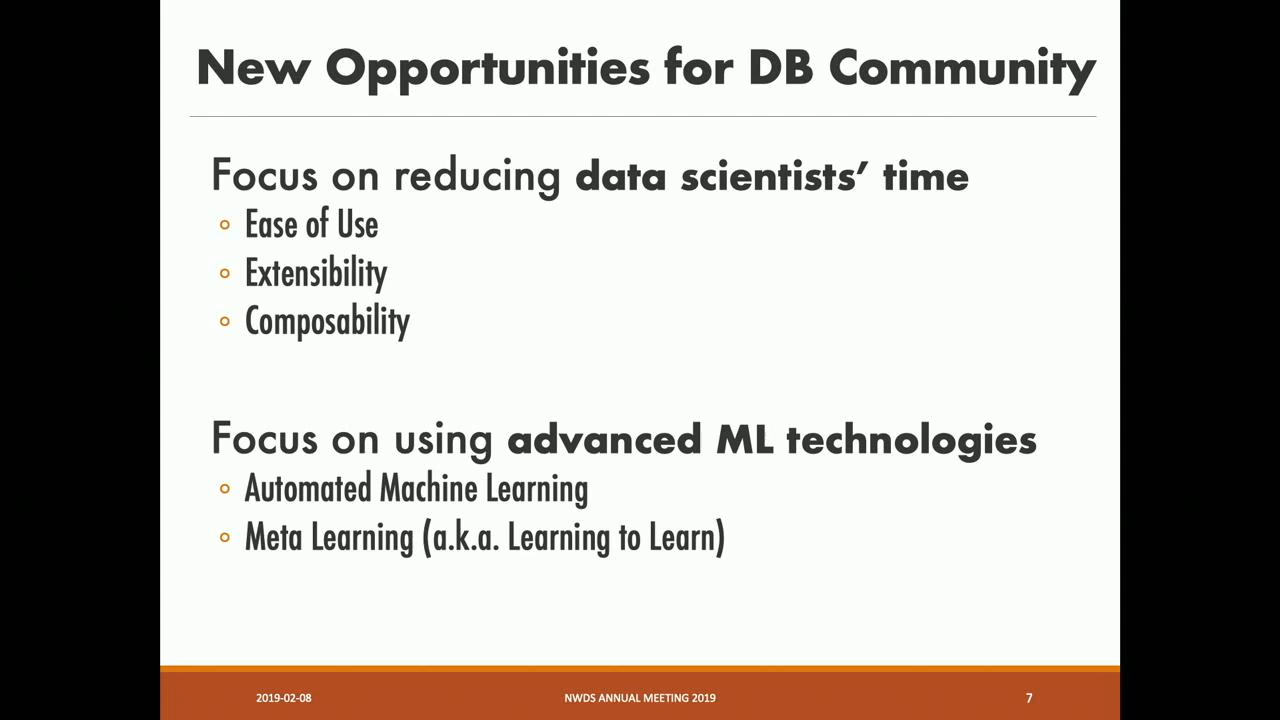 New Opportunities for DB Community
Focus on reducing data scientists’ time
Ease of Use
Extensibility
Composability
Focus on using advanced ML technologies
Automated Machine Learning
Meta Learning (a.k.a. Learning to Learn)
2019-02-08 NWDS ANNUAL MEETING 2019 7